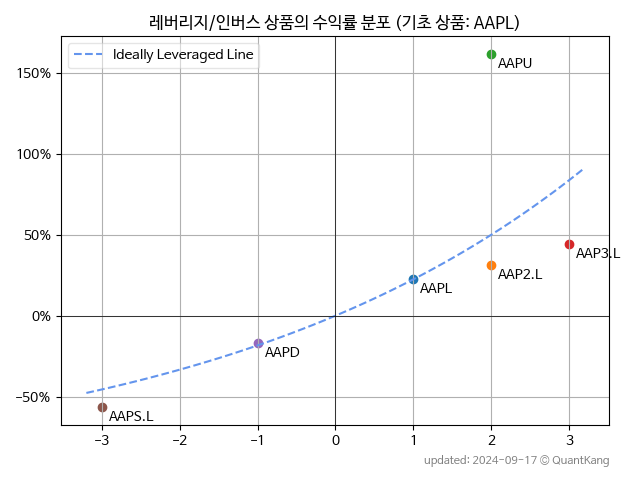 레버리지/인버스 상품의 수익률 분포 (기초 상품: AAPL)
Ideally Leveraged Line
150%
100%
50%
0%
−50%
AAPU
AAP3.L
AAP2.L
AAPL
AAPD
AAPS.L
−3 −2 −1 0 1 2 3
updated: 2024-09-17 © QuantKang